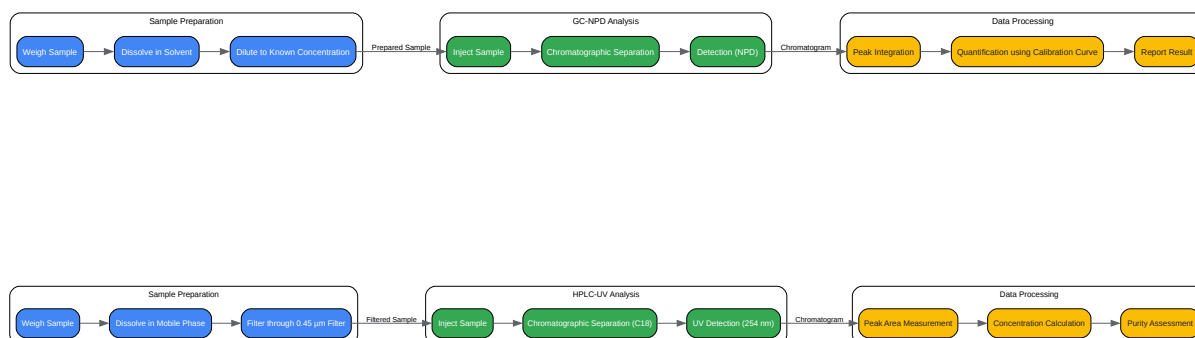 Sample Preparation
Weigh Sample
Dissolve in Solvent
Dilute to Known Concentration
Prepared Sample
GC-NPD Analysis
Inject Sample
Chromatographic Separation
Detection (NPD)
Chromatogram
Data Processing
Peak Integration
Quantification using Calibration Curve
Report Result
Sample Preparation
Weigh Sample
Dissolve in Mobile Phase
Filter through 0.45 µm Filter
Filtered Sample
HPLC-UV Analysis
Inject Sample
Chromatographic Separation (C18)
UV Detection (254 nm)
Chromatogram
Data Processing
Peak Area Measurement
Concentration Calculation
Purity Assessment